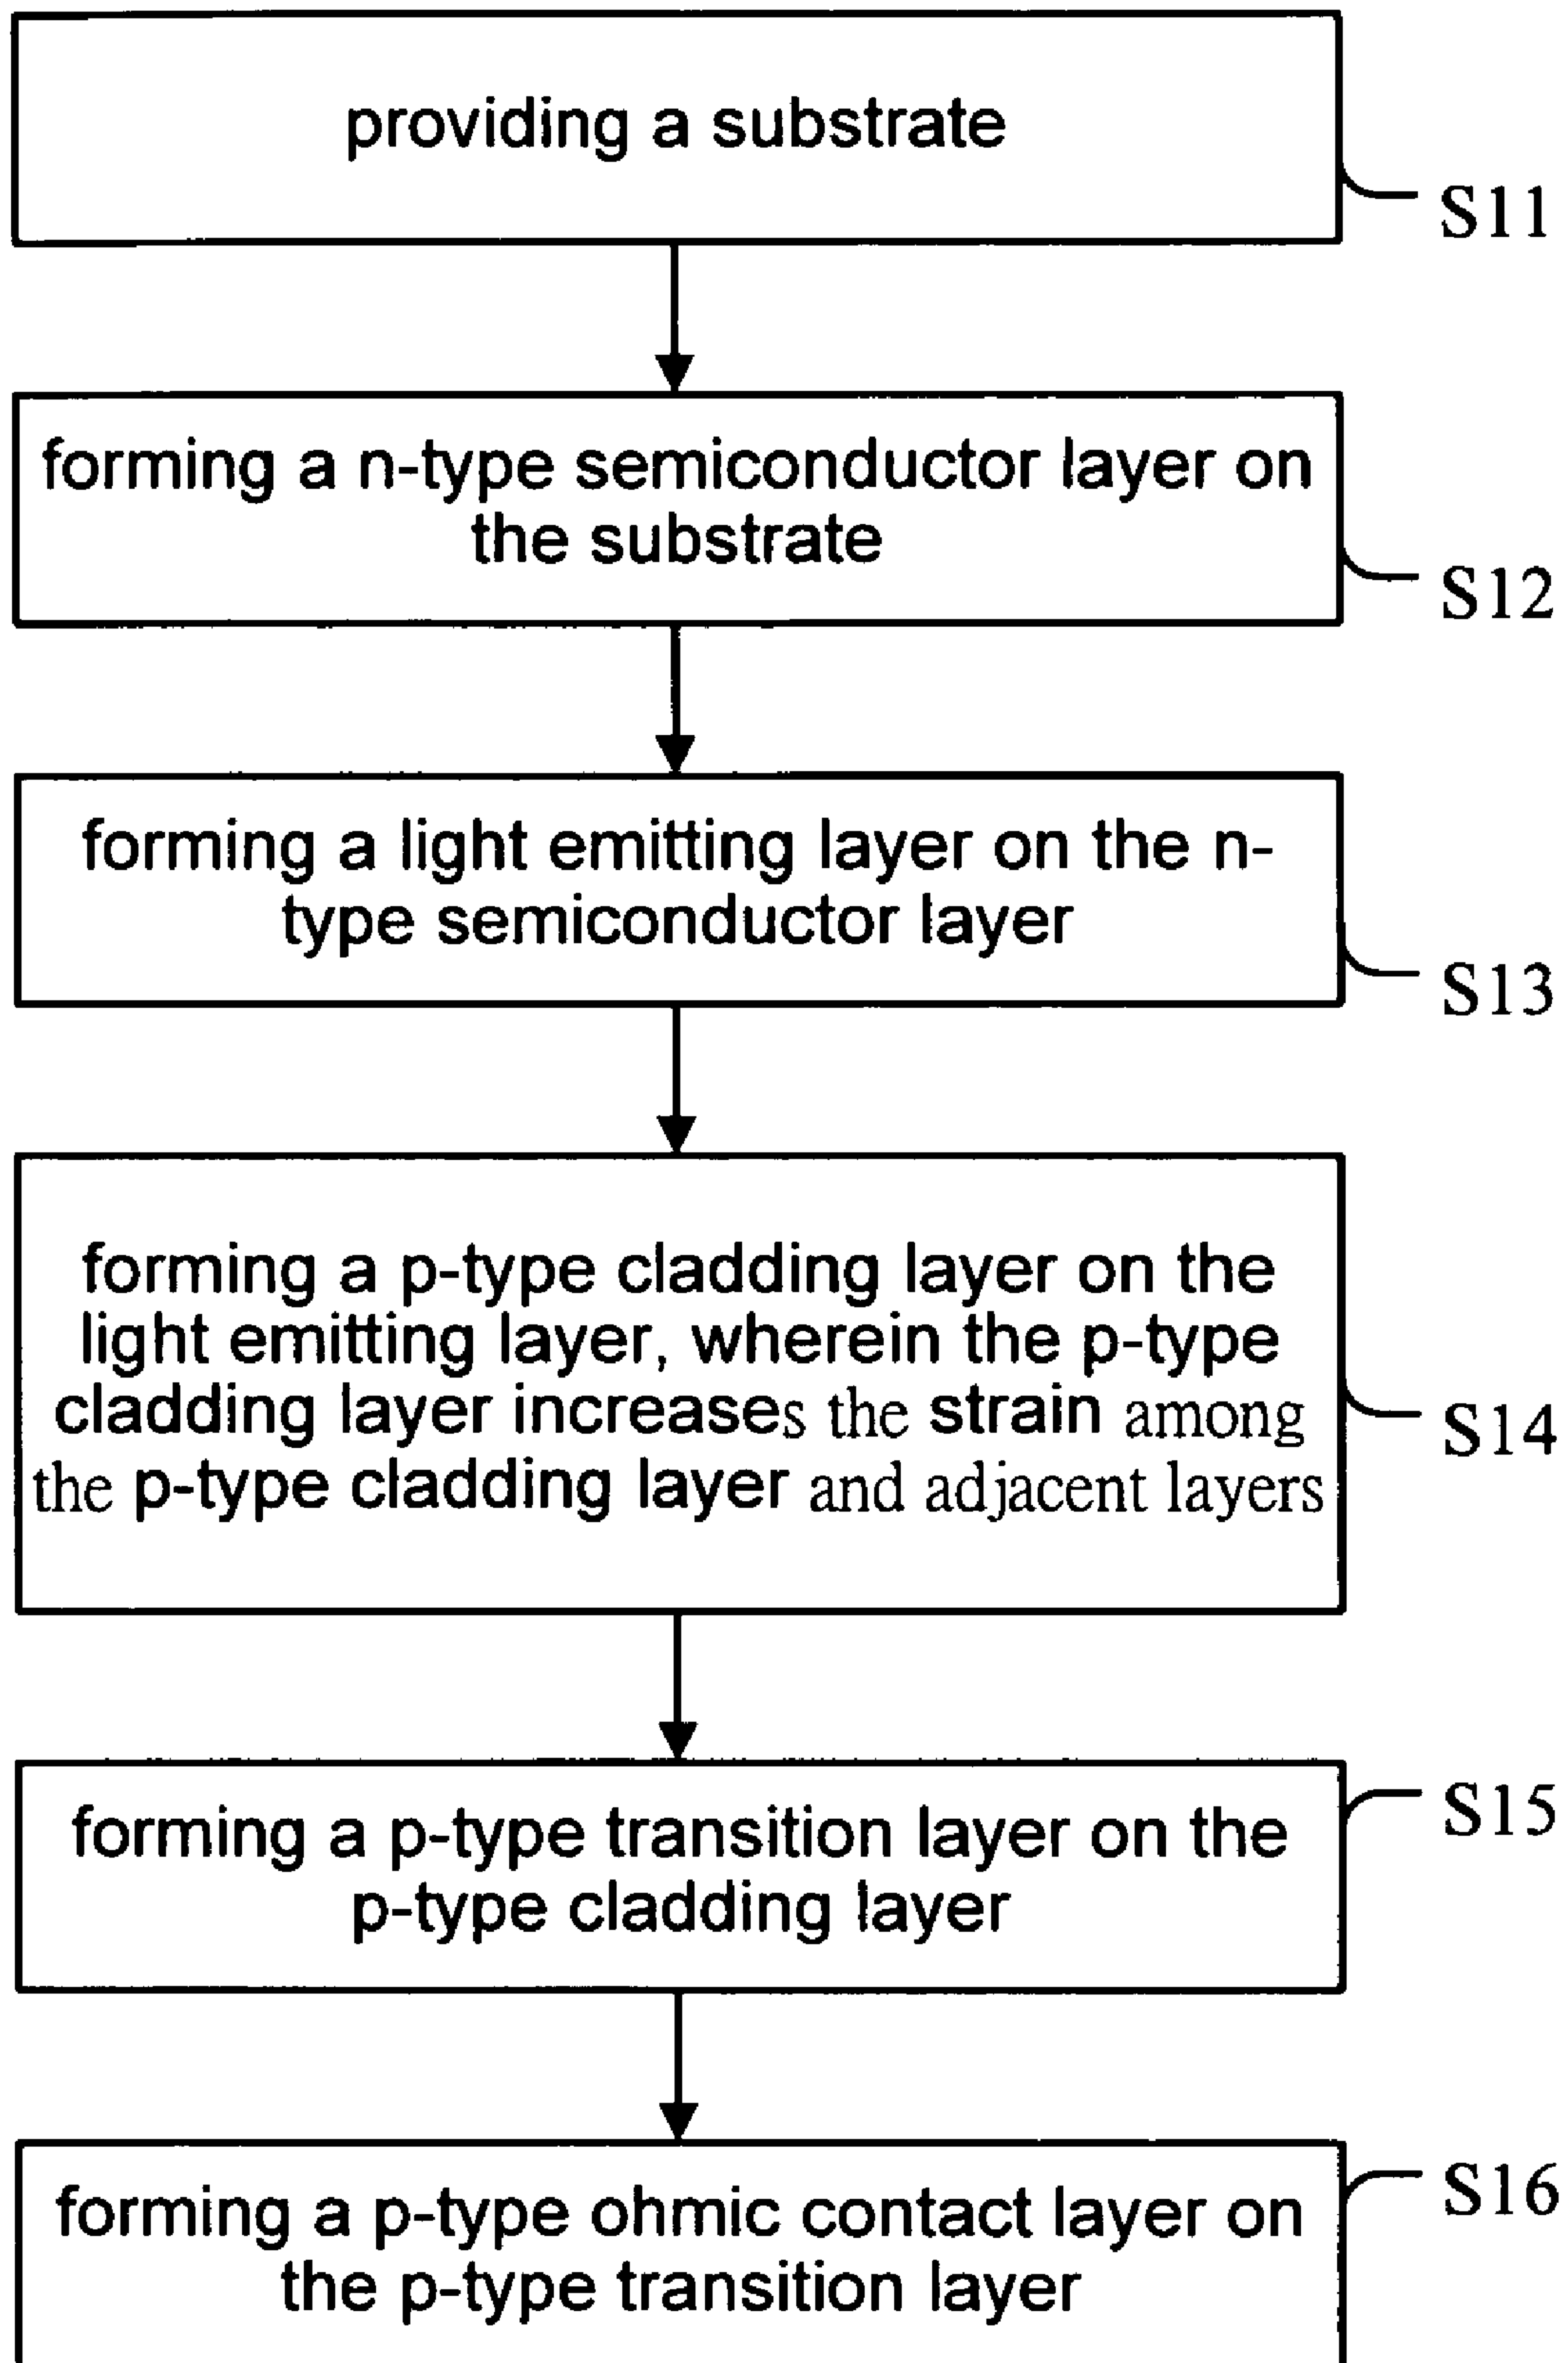 providing a substrate
S11
forming a n-type semiconductor layer on
the substrate
S12
forming a light emitting layer on the n-
type semiconductor layer
S13
forming a p-type cladding layer on the
light emitting layer, wherein the p-type
cladding layer increases the strain among
the p-type cladding layer and adjacent layers
S14
forming a p-type transition layer on the
p-type cladding layer
S15
forming a p-type ohmic contact layer on
the p-type transition layer
S16